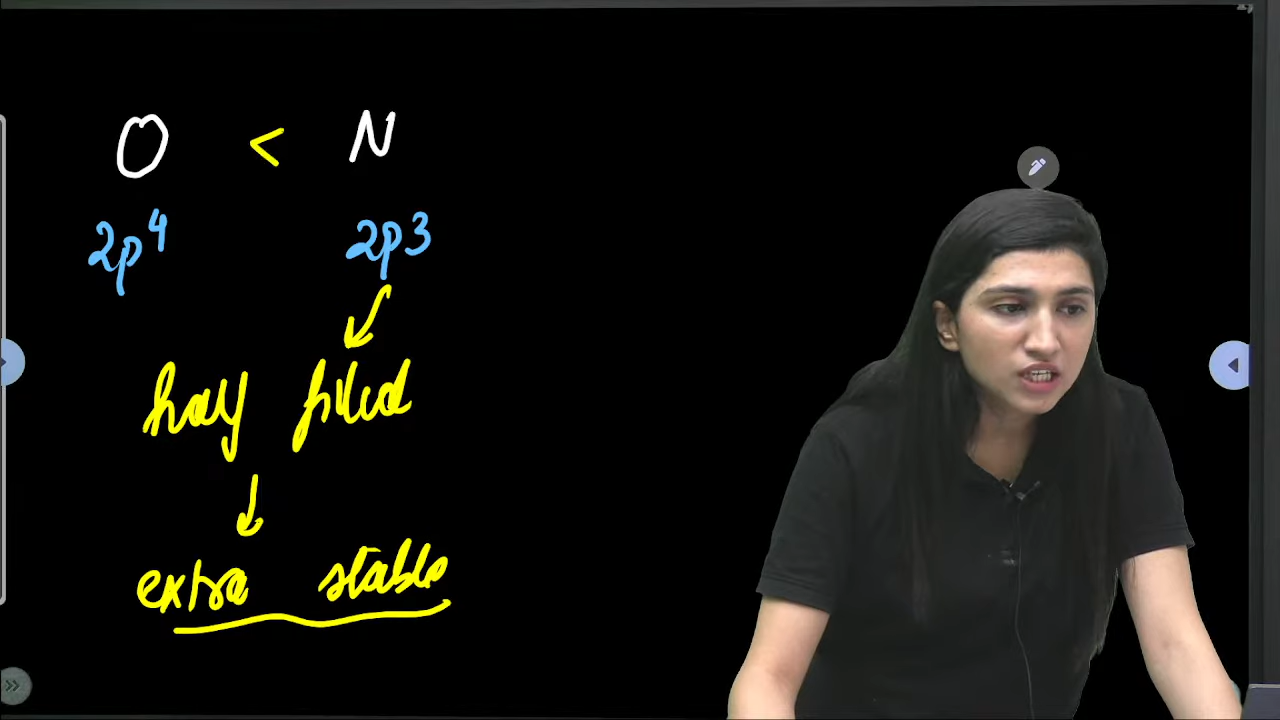 O < N
2p⁴ 2p³
half filled
extra stable